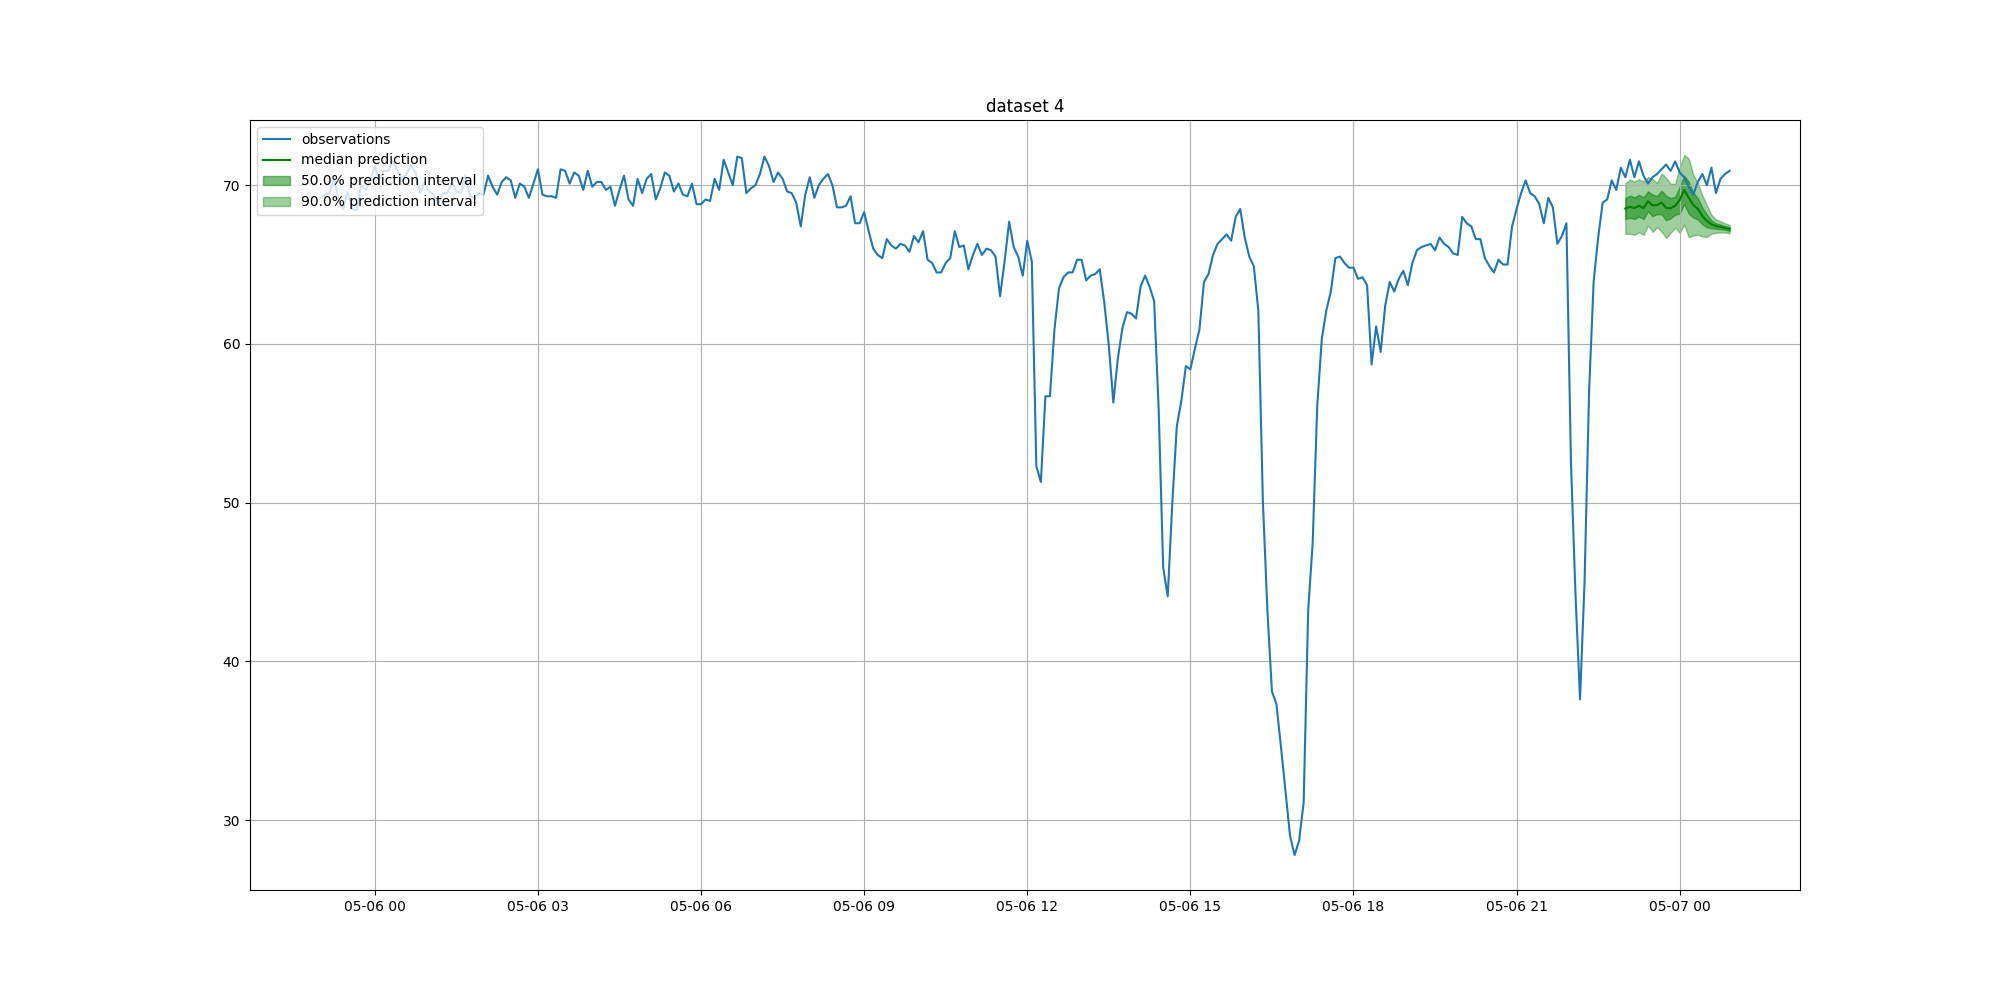 dataset 4
observations
median prediction
50.0% prediction interval
90.0% prediction interval
70
60
50
40
30
05-06 00
05-06 03
05-06 06
05-06 09
05-06 12
05-06 15
05-06 18
05-06 21
05-07 00